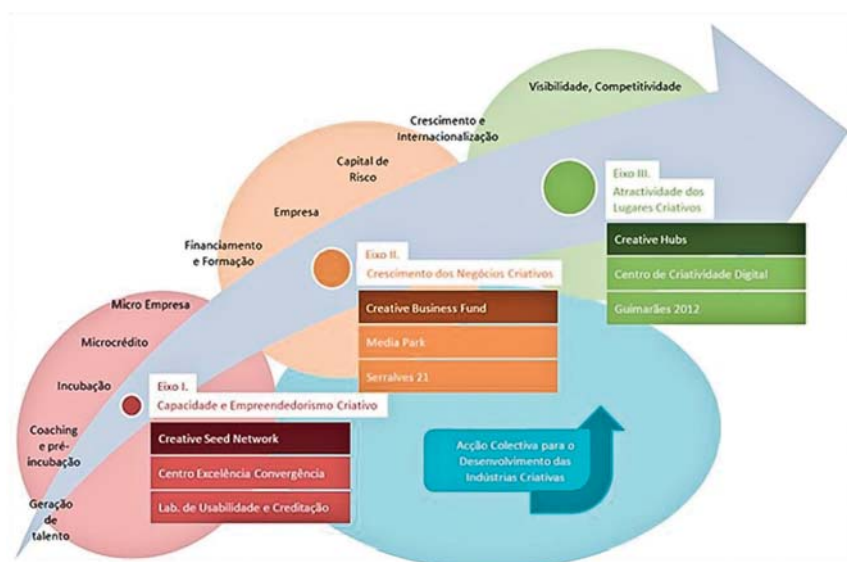 Visibilidade, Competitividade
Crescimento e
Internacionalização
Capital de
Risco
Empresa
Financiamento
e Formação
Micro Empresa
Microcrédito
Incubação
Coaching
e pré-
incubação
Geração
de
talento
Eixo III.
Atractividade dos
Lugares Criativos
Creative Hubs
Centro de Criatividade Digital
Guimarães 2012
Eixo II.
Crescimento dos Negócios Criativos
Creative Business Fund
Media Park
Serralves 21
Eixo I.
Capacidade e Empreendedorismo Criativo
Creative Seed Network
Centro Excelência Convergência
Lab. de Usabilidade e Creditação
Acção Colectiva para o
Desenvolvimento das
Indústrias Criativas